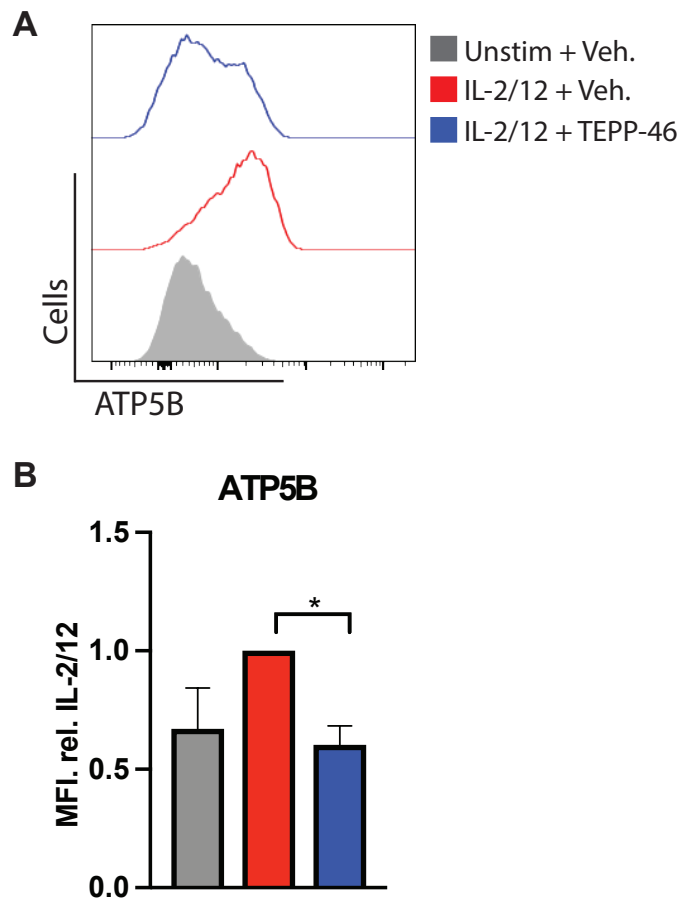 A
Unstim + Veh.
IL-2/12 + Veh.
IL-2/12 + TEPP-46
Cells
ATP5B
B
ATP5B
MFI. rel. IL-2/12
1.5
1.0
0.5
0.0
*